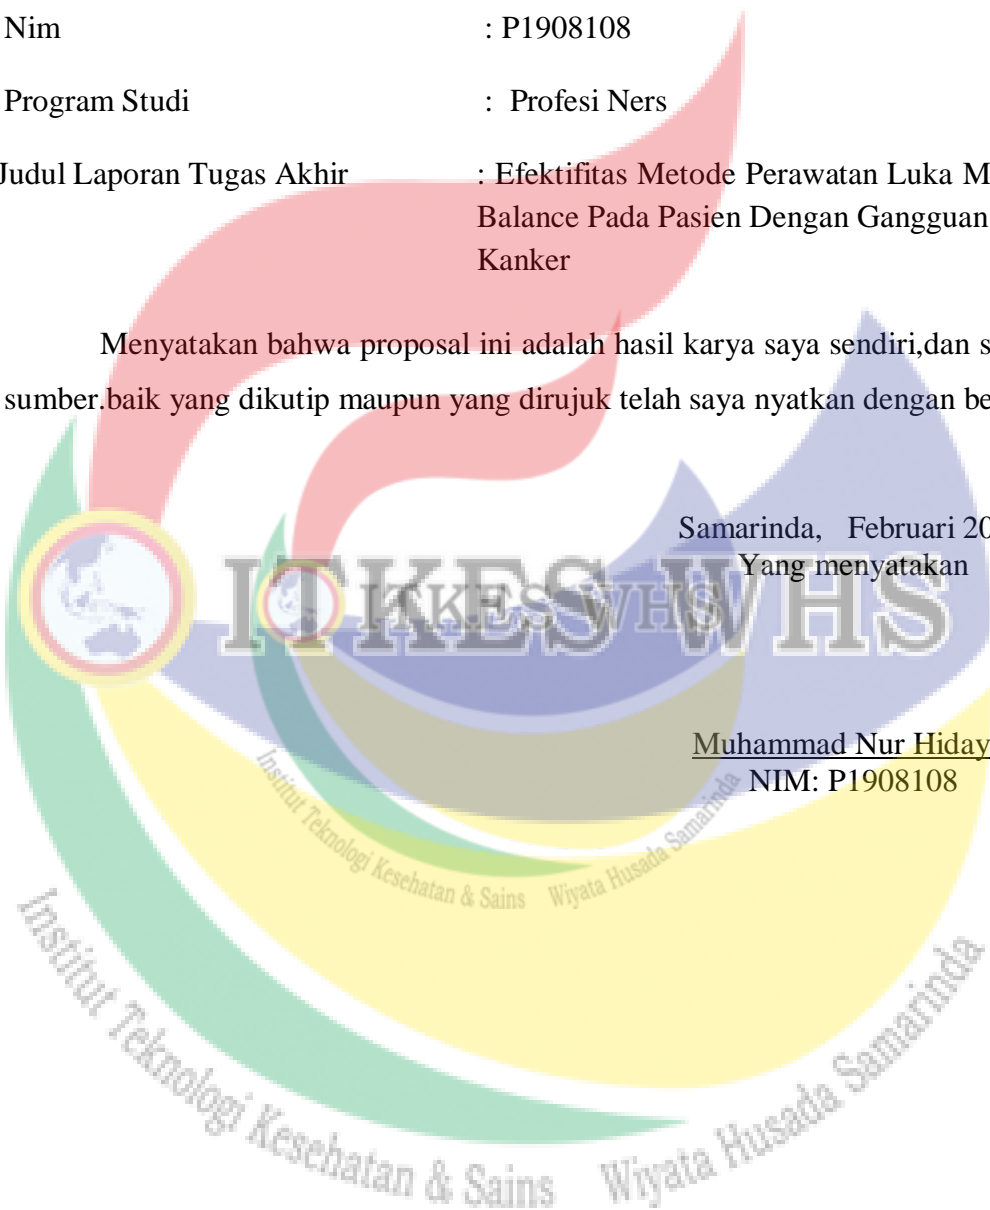 Nim : P1908108
Program Studi : Profesi Ners
Judul Laporan Tugas Akhir : Efektifitas Metode Perawatan Luka M
Balance Pada Pasien Dengan Gangguan
Kanker
Menyatakan bahwa proposal ini adalah hasil karya saya sendiri,dan s
sumber.baik yang dikutip maupun yang dirujuk telah saya nyatkan dengan be
Samarinda, Februari 20
Yang menyatakan
ITKES WHS
ITKES WHS
Muhammad Nur Hiday
NIM: P1908108
Institut Teknologi Kesehatan & Sains Wiyata Husada Samarinda
Institut Teknologi Kesehatan & Sains Wiyata Husada Samarinda